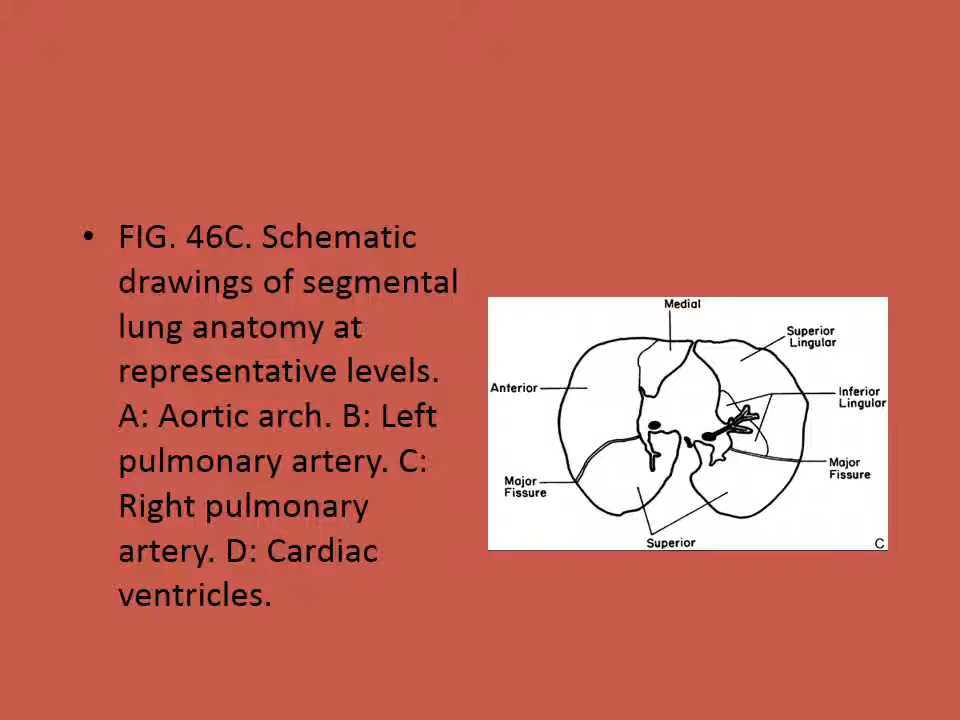 • FIG. 46C. Schematic
drawings of segmental
lung anatomy at
representative levels.
A: Aortic arch. B: Left
pulmonary artery. C:
Right pulmonary
artery. D: Cardiac
ventricles.
Medial
Superior
Lingular
Anterior
Inferior
Lingular
Major
Fissure
Major
Fissure
Superior
C